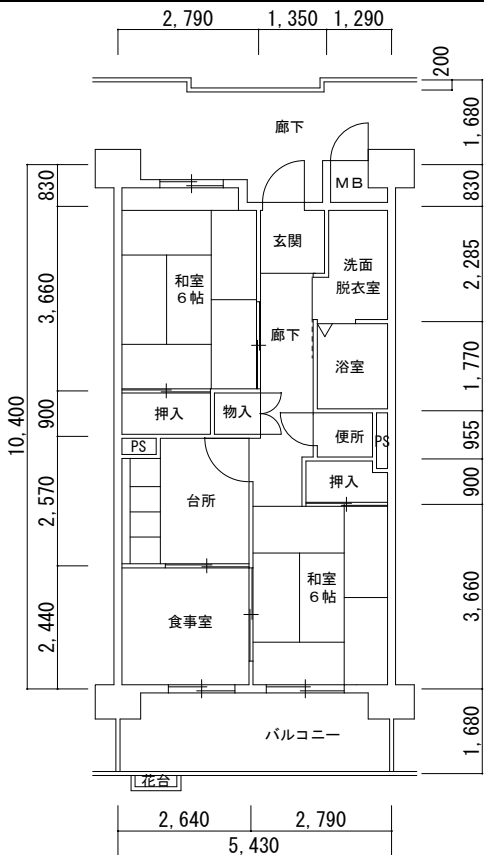 2,790 1,350 1,290
200
廊下
1,680
MB
830
830
玄関
洗面
脱衣室
2,285
和室
6帖
3,660
廊下
浴室
1,770
10,400
押入
物入
900
便所
PS
955
PS
押入
900
台所
2,570
和室
6帖
3,660
食事室
2,440
バルコニー
1,680
花台
2,640 2,790
5,430